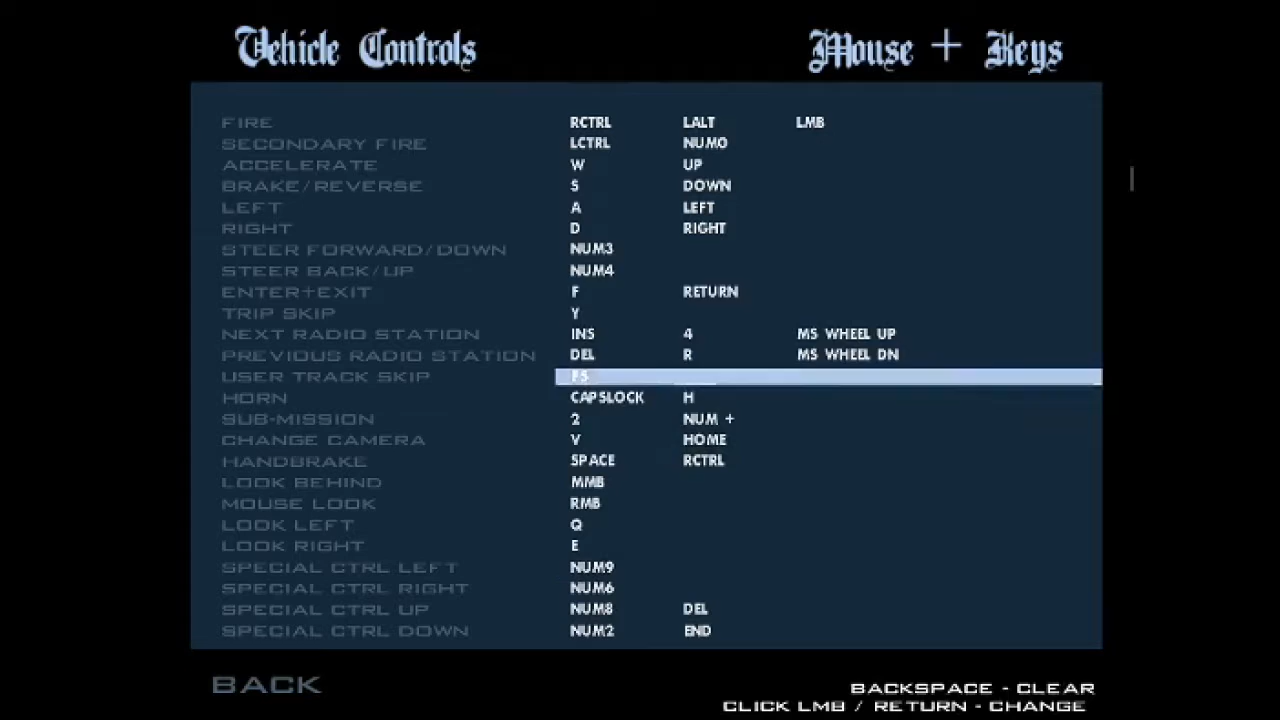 Vehicle Controls Mouse + Keys
FIRE RCTRL LALT LMB
SECONDARY FIRE LCTRL NUM0
ACCELERATE W UP
BRAKE/REVERSE S DOWN
LEFT A LEFT
RIGHT D RIGHT
STEER FORWARD/DOWN NUM3
STEER BACK/UP NUM4
ENTER+EXIT F RETURN
TRIP SKIP Y
NEXT RADIO STATION INS 4 MS WHEEL UP
PREVIOUS RADIO STATION DEL R MS WHEEL DN
USER TRACK SKIP F5
HORN CAPSLOCK H
SUB-MISSION 2 NUM +
CHANGE CAMERA V HOME
HANDBRAKE SPACE RCTRL
LOOK BEHIND MMB
MOUSE LOOK RMB
LOOK LEFT Q
LOOK RIGHT E
SPECIAL CTRL LEFT NUM9
SPECIAL CTRL RIGHT NUM6
SPECIAL CTRL UP NUM8 DEL
SPECIAL CTRL DOWN NUM2 END
BACK BACKSPACE - CLEAR
CLICK LMB / RETURN - CHANGE